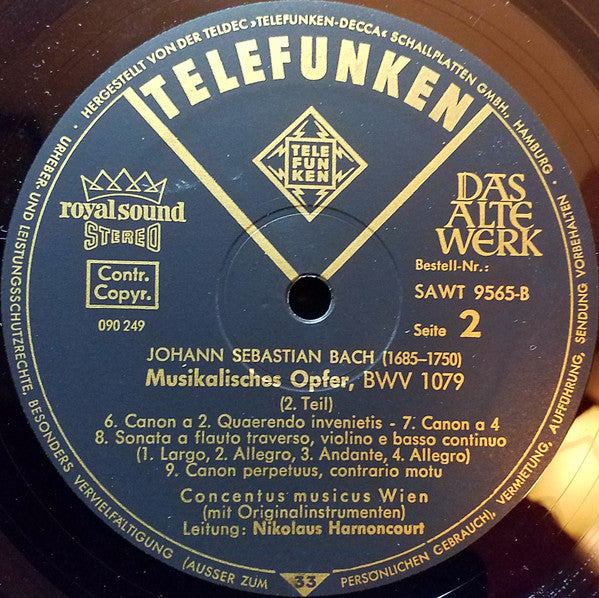 HERGESTELLT VON DER TELDEC »TELEFUNKEN-DECCA« SCHALLPLATTEN GMBH., HAMBURG ·
URHEBER- UND LEISTUNGSSCHUTZRECHTE, BESONDERS VERVIELFÄLTIGUNG (AUSSER ZUM PERSÖNLICHEN GEBRAUCH), VERMIETUNG, AUFFÜHRUNG, SENDUNG VORBEHALTEN ·
TELEFUNKEN
TELE
FUN
KEN
royal sound
STEREO
Contr.
Copyr.
090 249
DAS
ALTE
WERK
Bestell-Nr.:
SAWT 9565-B
Seite 2
JOHANN SEBASTIAN BACH (1685–1750)
Musikalisches Opfer, BWV 1079
(2. Teil)
6. Canon a 2. Quaerendo invenietis - 7. Canon a 4
8. Sonata a flauto traverso, violino e basso continuo
(1. Largo, 2. Allegro, 3. Andante, 4. Allegro)
9. Canon perpetuus, contrario motu
Concentus musicus Wien
(mit Originalinstrumenten)
Leitung: Nikolaus Harnoncourt
33